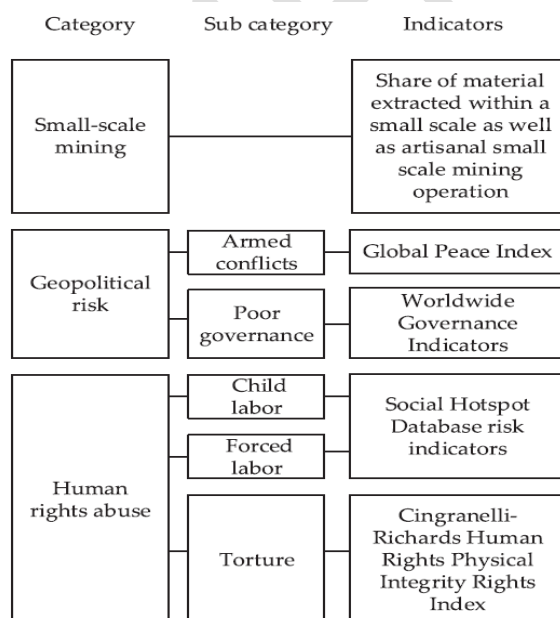 Category Sub category Indicators
Small-scale
mining
Share of material
extracted within a
small scale as well
as artisanal small
scale mining
operation
Geopolitical
risk
Armed
conflicts
Global Peace Index
Poor
governance
Worldwide
Governance
Indicators
Human
rights abuse
Child
labor
Forced
labor
Social Hotspot
Database risk
indicators
Torture
Cingranelli-
Richards Human
Rights Physical
Integrity Rights
Index